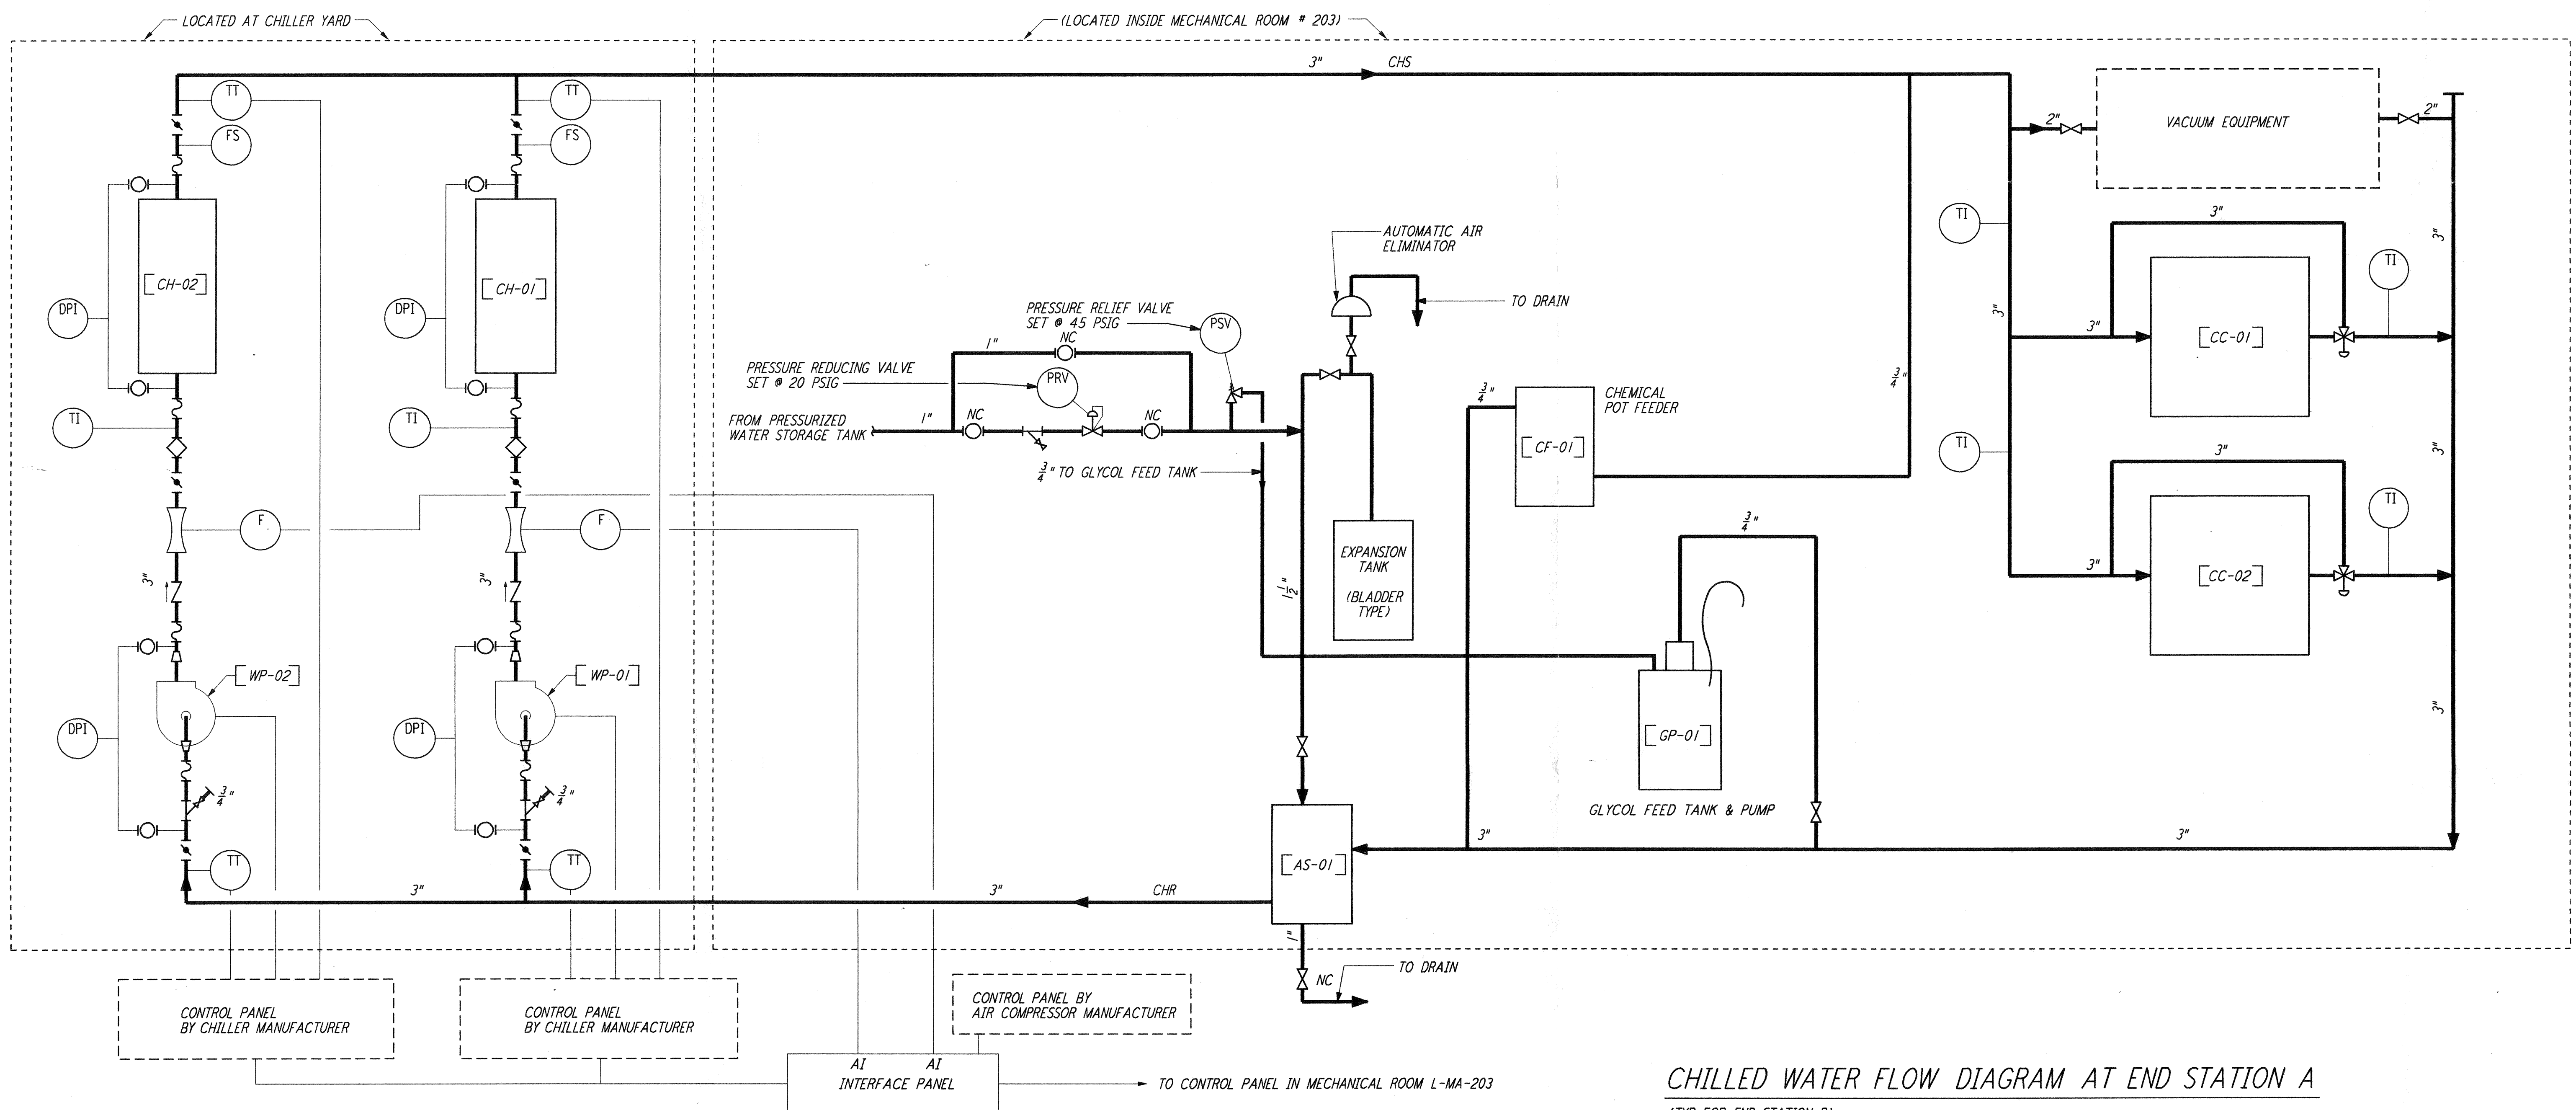 LOCATED AT CHILLER YARD
(LOCATED INSIDE MECHANICAL ROOM # 203)
3" CHS
TT
TT
FS
FS
2"
VACUUM EQUIPMENT
2"
[CH-02]
[CH-01]
DPI
DPI
TI
TI
TI
3"
3"
TI
3"
3"
[CC-01]
AUTOMATIC AIR
ELIMINATOR
TO DRAIN
PRESSURE RELIEF VALVE
SET @ 45 PSIG
PSV
1"
NC
PRESSURE REDUCING VALVE
SET @ 20 PSIG
PRV
FROM PRESSURIZED
WATER STORAGE TANK
1"
NC
NC
3/4" TO GLYCOL FEED TANK
3/4"
CHEMICAL
POT FEEDER
[CF-01]
3/4"
TI
3"
3"
TI
3"
[CC-02]
F
F
3"
3"
1 1/2"
EXPANSION
TANK
(BLADDER
TYPE)
3/4"
[WP-02]
[WP-01]
DPI
DPI
3/4"
3/4"
[GP-01]
GLYCOL FEED TANK & PUMP
3"
TT
TT
[AS-01]
3"
3"
3"
3"
CHR
1"
NC
TO DRAIN
CONTROL PANEL
BY CHILLER MANUFACTURER
CONTROL PANEL
BY CHILLER MANUFACTURER
CONTROL PANEL BY
AIR COMPRESSOR MANUFACTURER
AI AI
INTERFACE PANEL
TO CONTROL PANEL IN MECHANICAL ROOM L-MA-203
CHILLED WATER FLOW DIAGRAM AT END STATION A